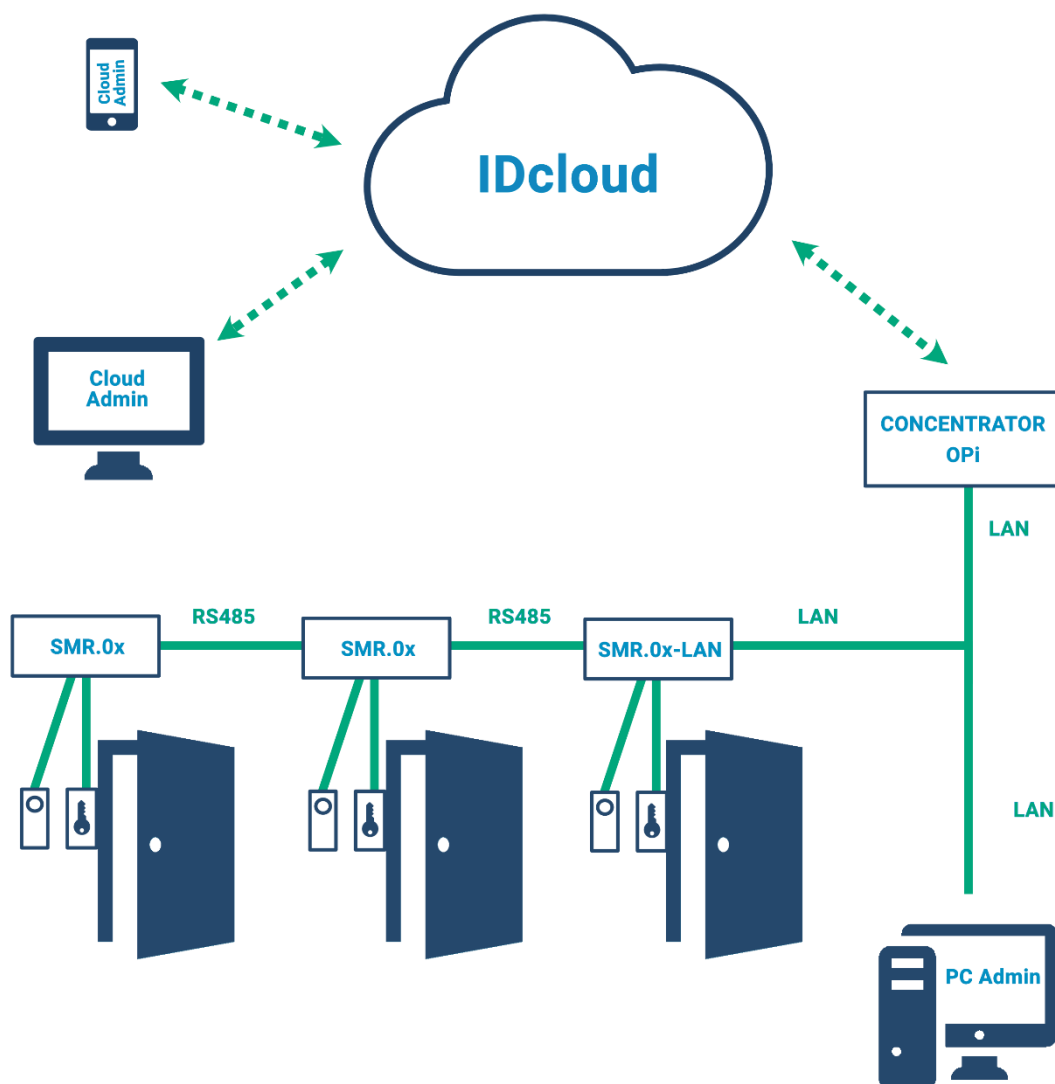 Cloud
Admin
IDcloud
Cloud
Admin
CONCENTRATOR
OPi
LAN
RS485
RS485
LAN
SMR.0x
SMR.0x
SMR.0x-LAN
LAN
PC Admin